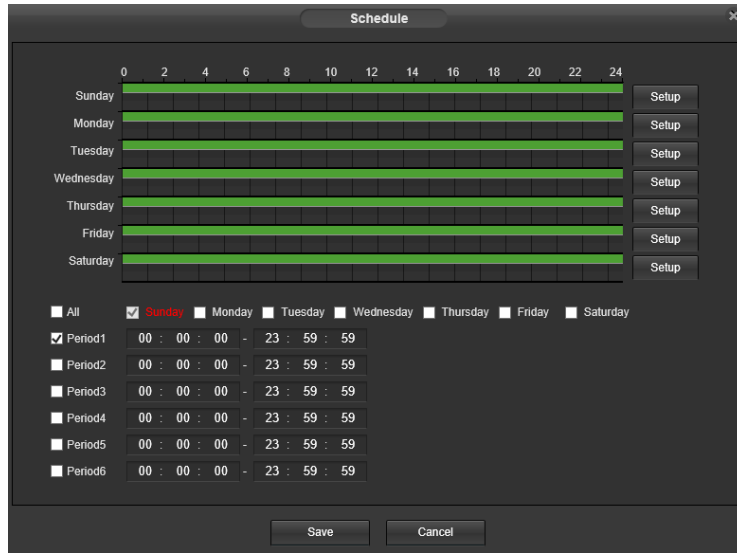 Schedule
0 2 4 6 8 10 12 14 16 18 20 22 24
Sunday Setup
Monday Setup
Tuesday Setup
Wednesday Setup
Thursday Setup
Friday Setup
Saturday Setup
All Sunday Monday Tuesday Wednesday Thursday Friday Saturday
Period1 00 : 00 : 00 - 23 : 59 : 59
Period2 00 : 00 : 00 - 23 : 59 : 59
Period3 00 : 00 : 00 - 23 : 59 : 59
Period4 00 : 00 : 00 - 23 : 59 : 59
Period5 00 : 00 : 00 - 23 : 59 : 59
Period6 00 : 00 : 00 - 23 : 59 : 59
Save Cancel